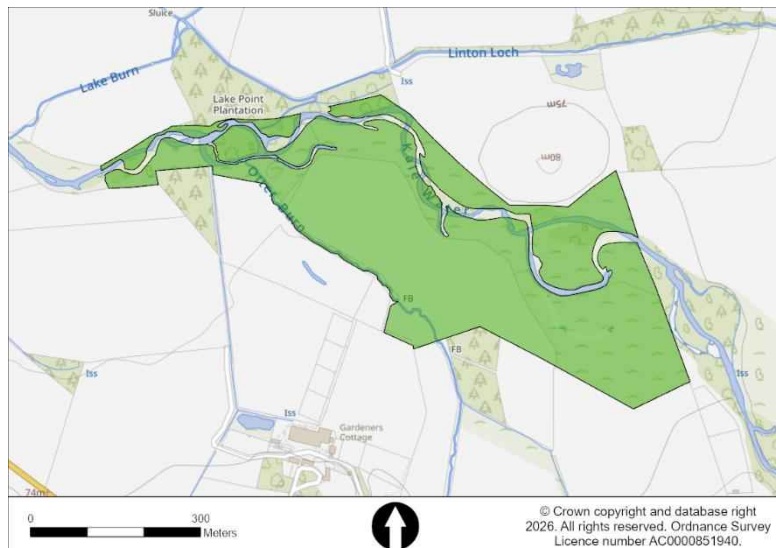 Sluice
Linton Loch
Lake Burn
Iss
Lake Point
Plantation
75m
80m
Kale Water
Otter Burn
FB
FB
Iss
Iss
Iss
Gardeners
Cottage
74m
0
300
Meters
© Crown copyright and database right
2026. All rights reserved. Ordnance Survey
Licence number AC0000851940.